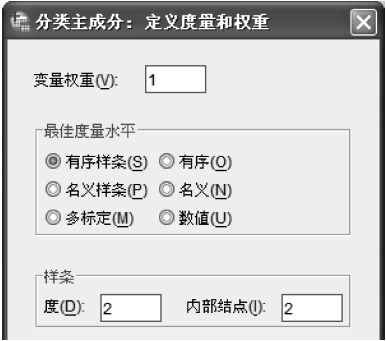 分类主成分：定义度量和权重
变量权重(V): 1
最佳度量水平
有序样条(S) 有序(O)
名义样条(P) 名义(N)
多标定(M) 数值(U)
样条
度(D): 2 内部结点(I): 2